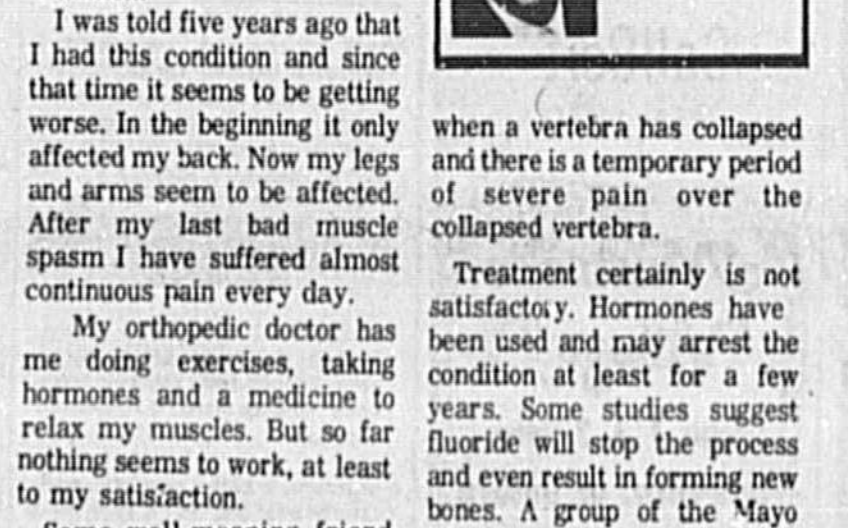 I was told five years ago that
I had this condition and since
that time it seems to be getting
worse. In the beginning it only
affected my back. Now my legs
and arms seem to be affected.
After my last bad muscle
spasm I have suffered almost
continuous pain every day.
My orthopedic doctor has
me doing exercises, taking
hormones and a medicine to
relax my muscles. But so far
nothing seems to work, at least
to my satisfaction.
when a vertebra has collapsed
and there is a temporary period
of severe pain over the
collapsed vertebra.
Treatment certainly is not
satisfactory. Hormones have
been used and may arrest the
condition at least for a few
years. Some studies suggest
fluoride will stop the process
and even result in forming new
bones. A group of the Mayo